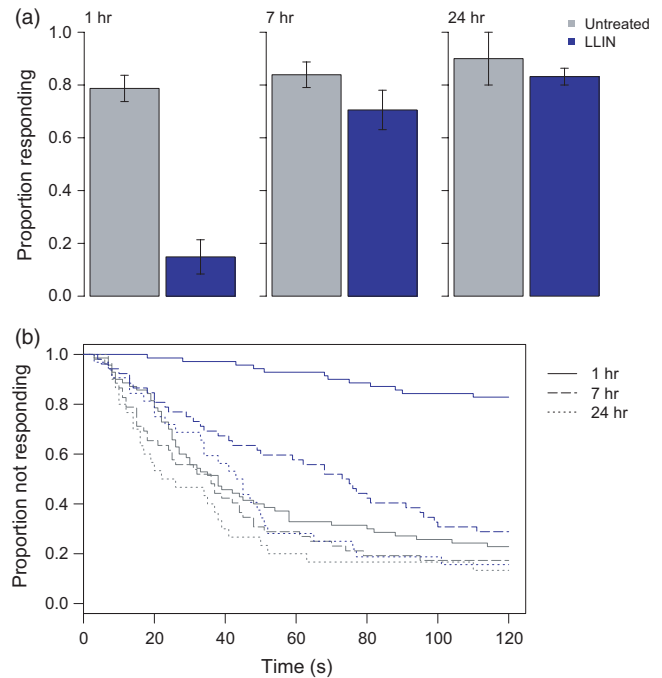 (a)
1 hr
7 hr
24 hr
Untreated
LLIN
Proportion responding
1.0
0.8
0.6
0.4
0.2
0.0
(b)
Proportion not responding
1.0
0.8
0.6
0.4
0.2
0.0
0 20 40 60 80 100 120
Time (s)
1 hr
7 hr
24 hr